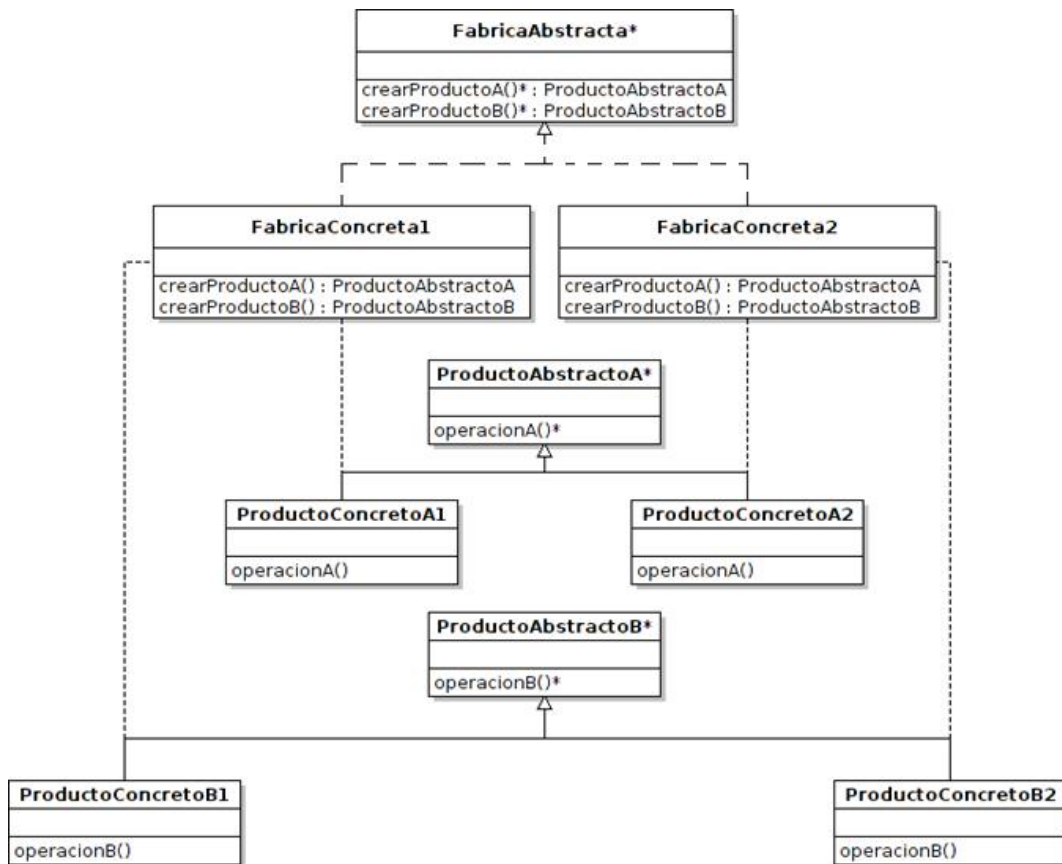 FabricaAbstracta*
crearProductoA()* : ProductoAbstractoA
crearProductoB()* : ProductoAbstractoB
FabricaConcreta1
crearProductoA() : ProductoAbstractoA
crearProductoB() : ProductoAbstractoB
FabricaConcreta2
crearProductoA() : ProductoAbstractoA
crearProductoB() : ProductoAbstractoB
ProductoAbstractoA*
operacionA()*
ProductoConcretoA1
operacionA()
ProductoConcretoA2
operacionA()
ProductoAbstractoB*
operacionB()*
ProductoConcretoB1
operacionB()
ProductoConcretoB2
operacionB()